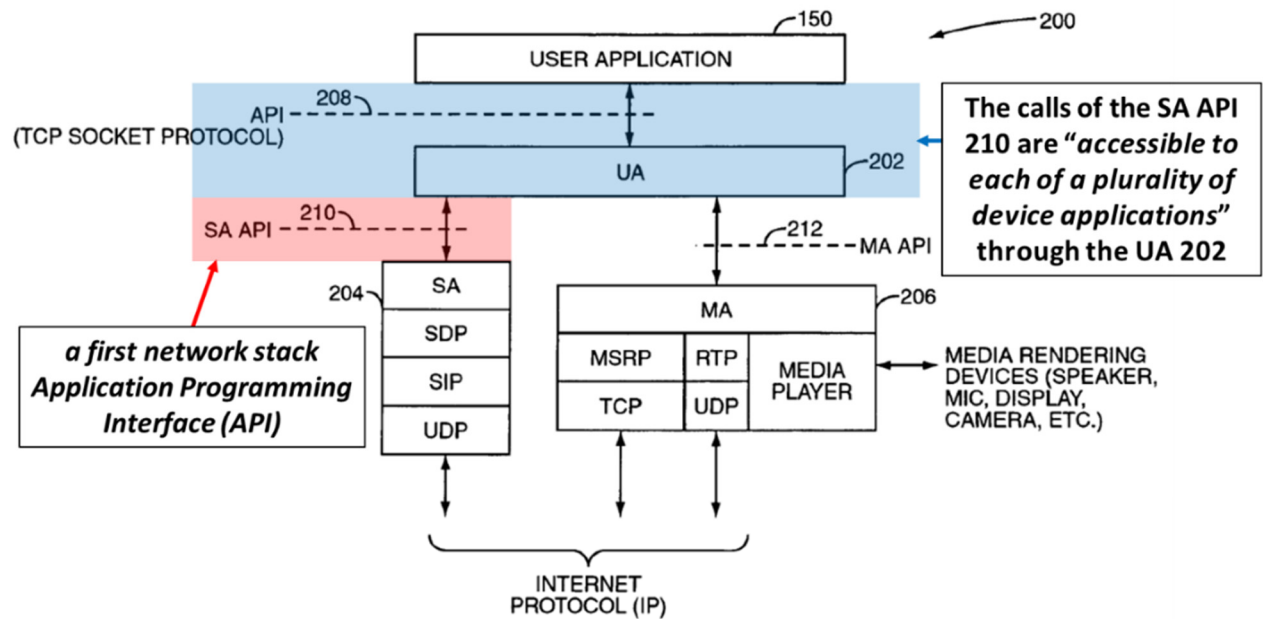 150
200
USER APPLICATION
208
API
(TCP SOCKET PROTOCOL)
The calls of the SA API
210 are “accessible to
each of a plurality of
device applications”
through the UA 202
UA
202
210
SA API
212
MA API
204
SA
SDP
SIP
UDP
206
MA
MSRP
RTP
MEDIA
PLAYER
TCP
UDP
MEDIA RENDERING
DEVICES (SPEAKER,
MIC, DISPLAY,
CAMERA, ETC.)
a first network stack
Application Programming
Interface (API)
INTERNET
PROTOCOL (IP)